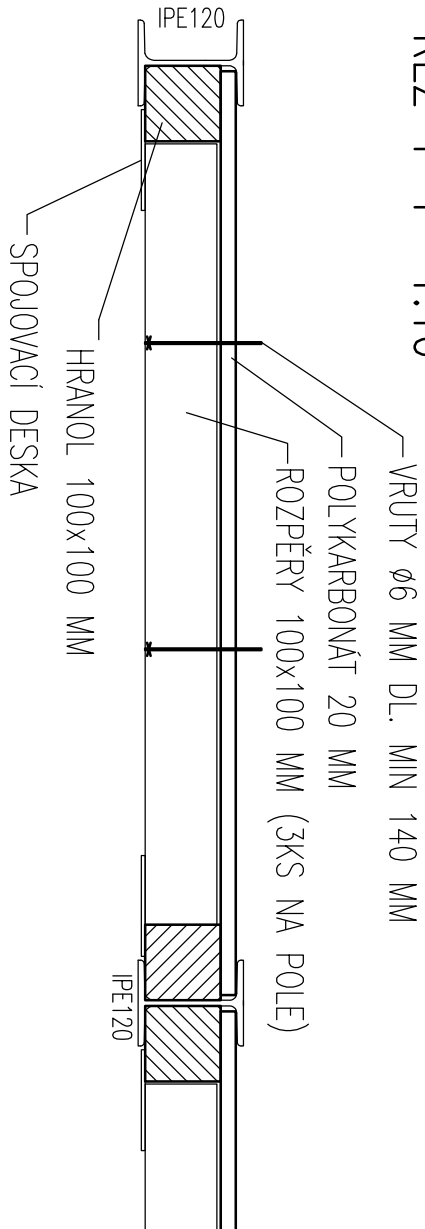 VRUTY ø6 MM DL. MIN 140 MM
POLYKARBONÁT 20 MM
ROZPĚRY 100x100 MM (3KS NA POLE)
HRANOL 100x100 MM
SPOJOVACÍ DESKA
IPE120
IPE120